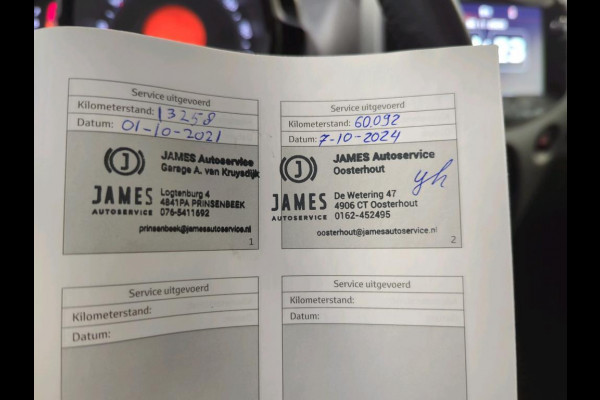 Service uitgevoerd
Kilometerstand: 13258
Datum: 01-10-2021
JAMES Autoservice
Garage A. van Kruysdijk
J
JAMES
AUTOSERVICE
Logtenburg 4
4841PA PRINSENBEEK
076-5411692
prinsenbeek@jamesautoservice.nl
1
Service uitgevoerd
Kilometerstand: 60.092
Datum: 7-10-2024
JAMES Autoservice
Oosterhout
J
JAMES
AUTOSERVICE
De Wetering 47
4906 CT Oosterhout
0162-452495
oosterhout@jamesautoservice.nl
2
Service uitgevoerd
Kilometerstand:
Datum:
Service uitgevoerd
Kilometerstand:
Datum: